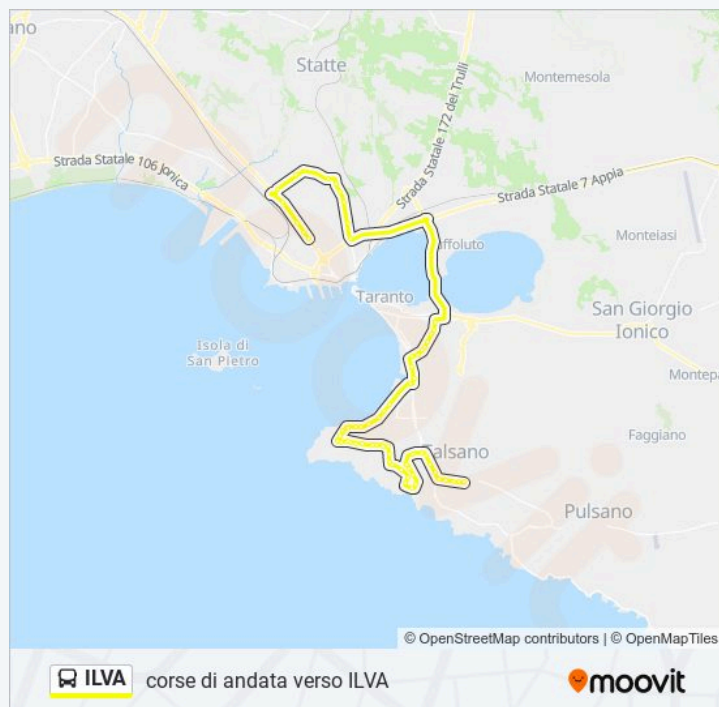 ano
Statte
Montemesola
Strada Statale 172 dei Trulli
Strada Statale 106 Jonica
Strada Statale 7 Appia
uffoluto
Monteiasi
Taranto
San Giorgio
Ionico
Isola di
San Pietro
Montepa
Faggiano
Talsano
Pulsano
© OpenStreetMap contributors | © OpenMapTiles
ILVA corse di andata verso ILVA
moovit